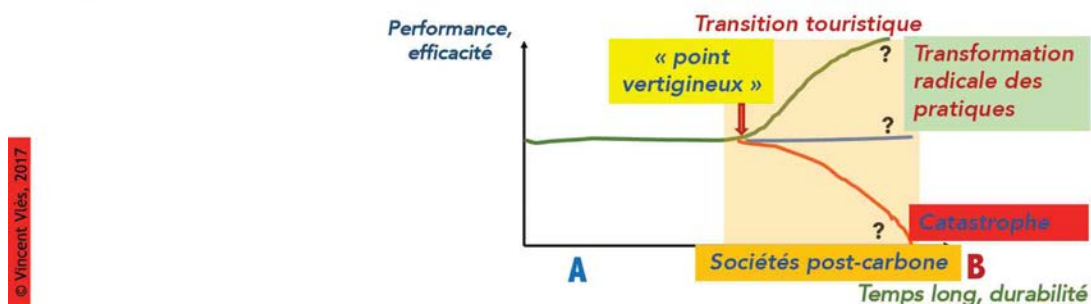 Performance,
efficacité
Transition touristique
« point
vertigineux »
?
Transformation
radicale des
pratiques
?
?
Catastrophe
Sociétés post-carbone
A
B
Temps long, durabilité
© Vincent Vlès, 2017